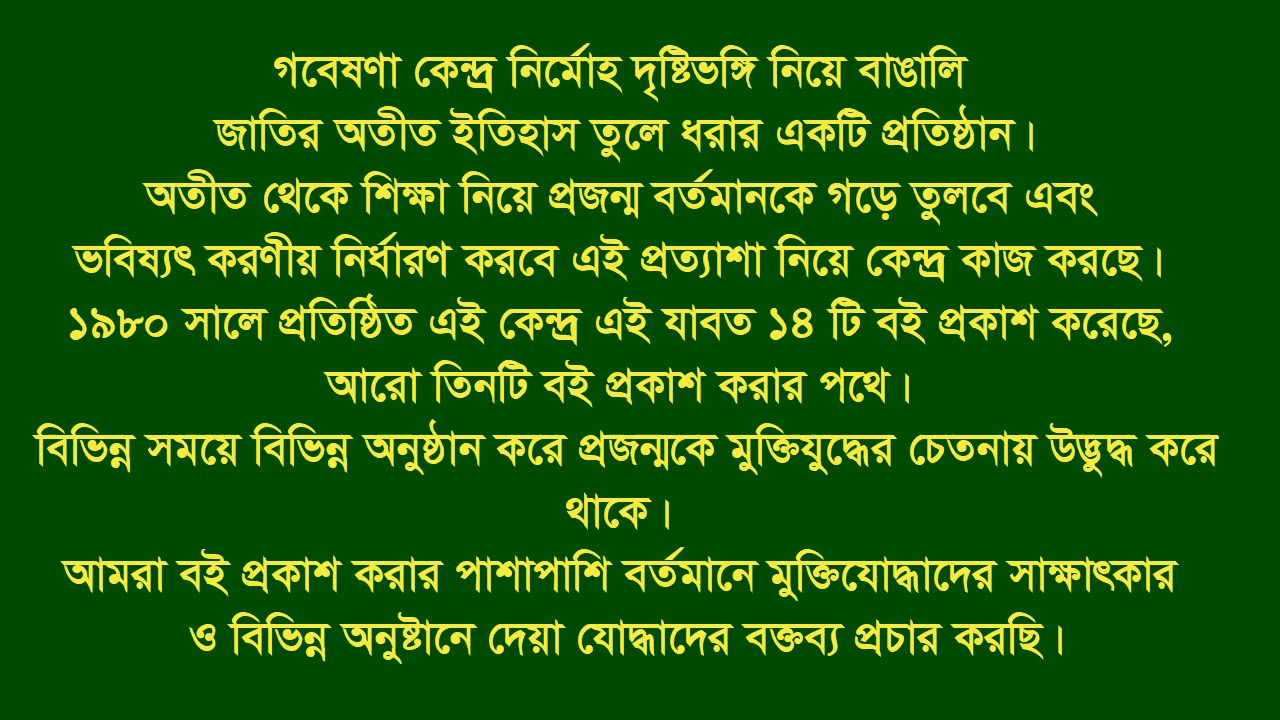 গবেষণা কেন্দ্র নির্মোহ দৃষ্টিভঙ্গি নিয়ে বাঙালি
জাতির অতীত ইতিহাস তুলে ধরার একটি প্রতিষ্ঠান।
অতীত থেকে শিক্ষা নিয়ে প্রজন্ম বর্তমানকে গড়ে তুলবে এবং
ভবিষ্যৎ করণীয় নির্ধারণ করবে এই প্রত্যাশা নিয়ে কেন্দ্র কাজ করছে।
১৯৮০ সালে প্রতিষ্ঠিত এই কেন্দ্র এই যাবত ১৪ টি বই প্রকাশ করেছে,
আরো তিনটি বই প্রকাশ করার পথে।
বিভিন্ন সময়ে বিভিন্ন অনুষ্ঠান করে প্রজন্মকে মুক্তিযুদ্ধের চেতনায় উদ্ভুদ্ধ করে
থাকে।
আমরা বই প্রকাশ করার পাশাপাশি বর্তমানে মুক্তিযোদ্ধাদের সাক্ষাৎকার
ও বিভিন্ন অনুষ্টানে দেয়া যোদ্ধাদের বক্তব্য প্রচার করছি।